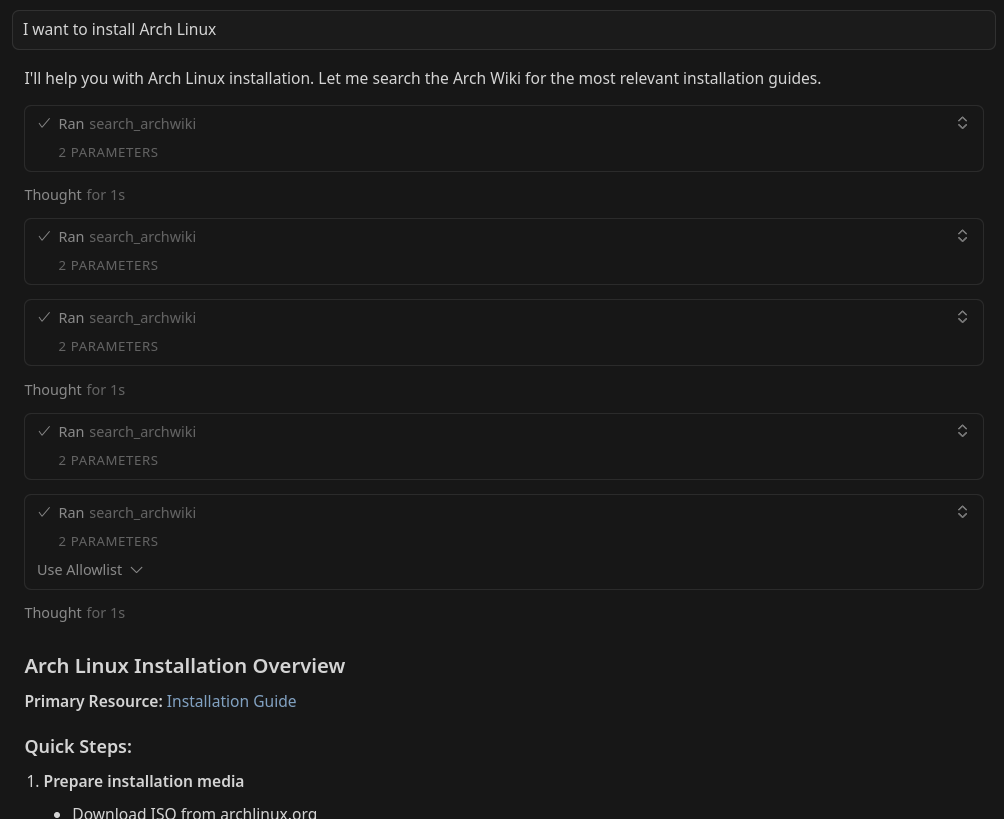 I want to install Arch Linux
I'll help you with Arch Linux installation. Let me search the Arch Wiki for the most relevant installation guides.
Ran search_archwiki
2 PARAMETERS
Thought for 1s
Ran search_archwiki
2 PARAMETERS
Ran search_archwiki
2 PARAMETERS
Thought for 1s
Ran search_archwiki
2 PARAMETERS
Ran search_archwiki
2 PARAMETERS
Use Allowlist
Thought for 1s
Arch Linux Installation Overview
Primary Resource: Installation Guide
Quick Steps:
1. Prepare installation media
• Download ISO from archlinux.org